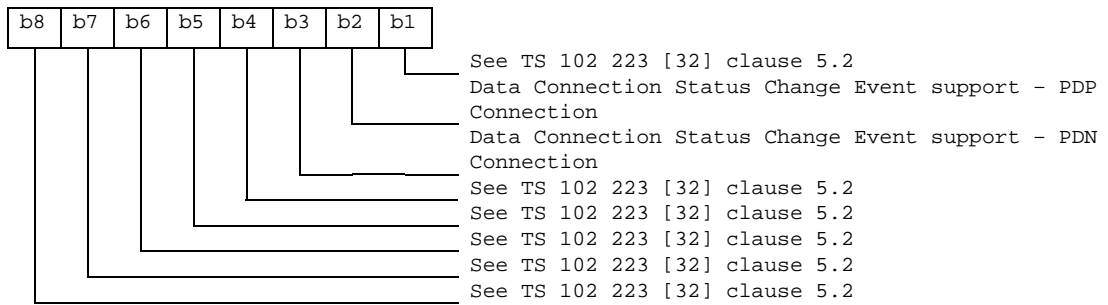 b8 b7 b6 b5 b4 b3 b2 b1
See TS 102 223 [32] clause 5.2
Data Connection Status Change Event support – PDP
Connection
Data Connection Status Change Event support – PDN
Connection
See TS 102 223 [32] clause 5.2
See TS 102 223 [32] clause 5.2
See TS 102 223 [32] clause 5.2
See TS 102 223 [32] clause 5.2
See TS 102 223 [32] clause 5.2